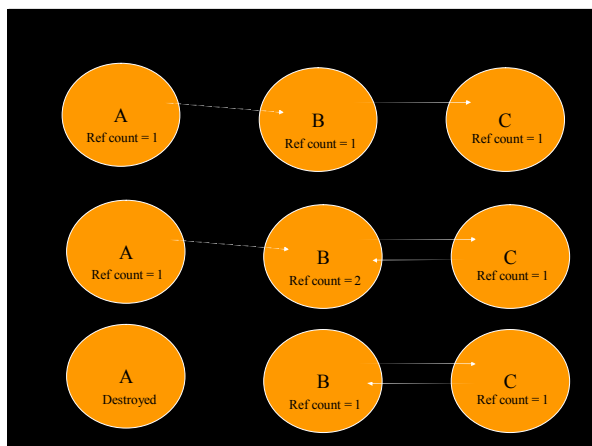 A
Ref count = 1
B
Ref count = 1
C
Ref count = 1
A
Ref count = 1
B
Ref count = 2
C
Ref count = 1
A
Destroyed
B
Ref count = 1
C
Ref count = 1